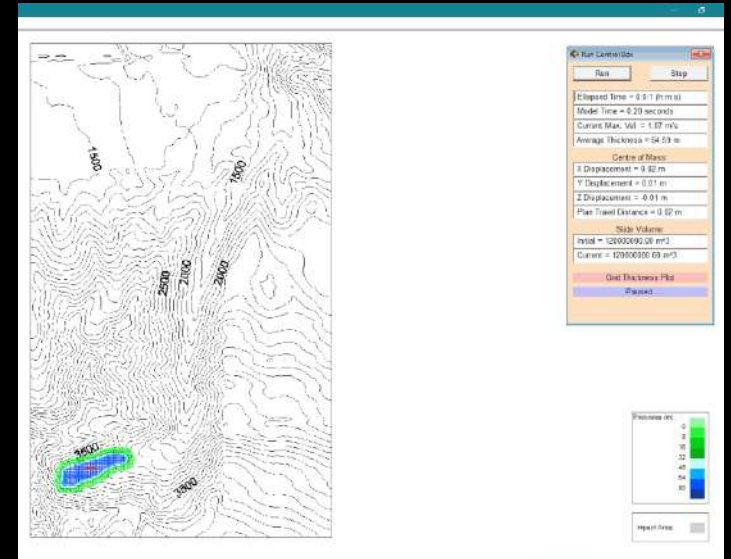 Run Control Box
Run
Stop
Ellapsed Time = 0:0:1 (h:m:s)
Model Time = 0.20 seconds
Current Max. Vel. = 1.07 m/s
Average Thickness = 54.59 m
Centre of Mass
X Displacement = 0.02 m
Y Displacement = 0.01 m
Z Displacement = -0.01 m
Plan Travel Distance = 0.02 m
Slide Volume
Initial = 120000000.00 m^3
Current = 120000000.00 m^3
Grid Thickness Plot
Paused
1500
1500
2500
2000
2000
3500
3500
Thickness (m)
0
8
16
32
48
64
80
Impact Area